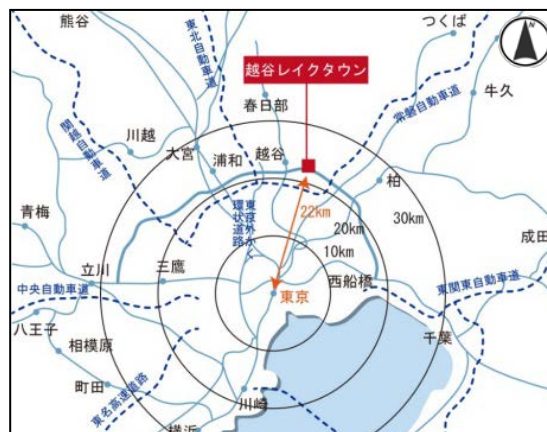 熊谷
東北自動車道
つくば
越谷レイクタウン
春日部
牛久
関越自動車道
川越
常磐自動車道
大宮
浦和
越谷
柏
東京外かく
環状道路
22km
20km
30km
10km
青梅
成田
立川
三鷹
西船橋
東関東自動車道
中央自動車道
東京
八王子
相模原
千葉
町田
東名高速道路
川崎
横浜